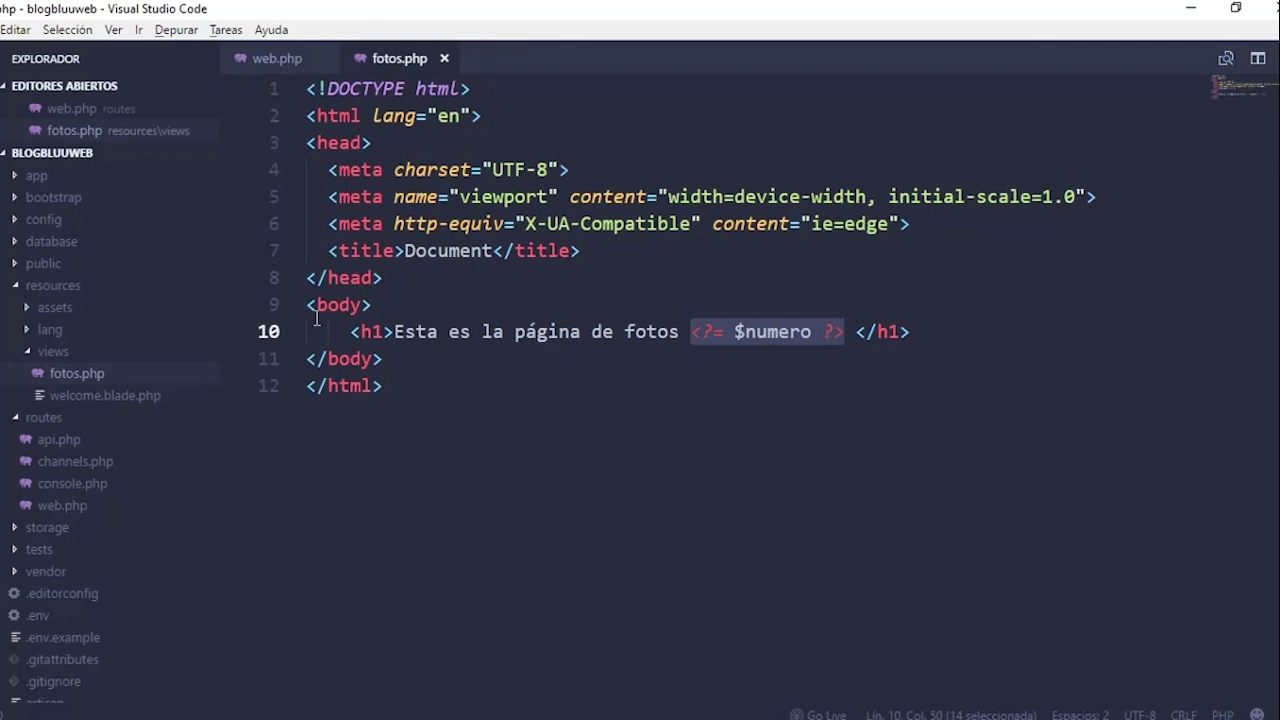 php - blogbluuweb - Visual Studio Code
Editar Selección Ver Ir Depurar Tareas Ayuda
EXPLORADOR
EDITORES ABIERTOS
web.php routes
fotos.php resources\views
BLOGBLUUWEB
app
bootstrap
config
database
public
resources
assets
lang
views
fotos.php
welcome.blade.php
routes
api.php
channels.php
console.php
web.php
storage
tests
vendor
.editorconfig
.env
.env.example
.gitattributes
.gitignore
artisan
web.php fotos.php ×
1 <!DOCTYPE html>
2 <html lang="en">
3 <head>
4 <meta charset="UTF-8">
5 <meta name="viewport" content="width=device-width, initial-scale=1.0">
6 <meta http-equiv="X-UA-Compatible" content="ie=edge">
7 <title>Document</title>
8 </head>
9 <body>
10 <h1>Esta es la página de fotos <?= $numero ?> </h1>
11 </body>
12 </html>
Go Live Lín. 10, Col. 50 (14 seleccionada) Espacios: 2 UTF-8 CRLF PHP